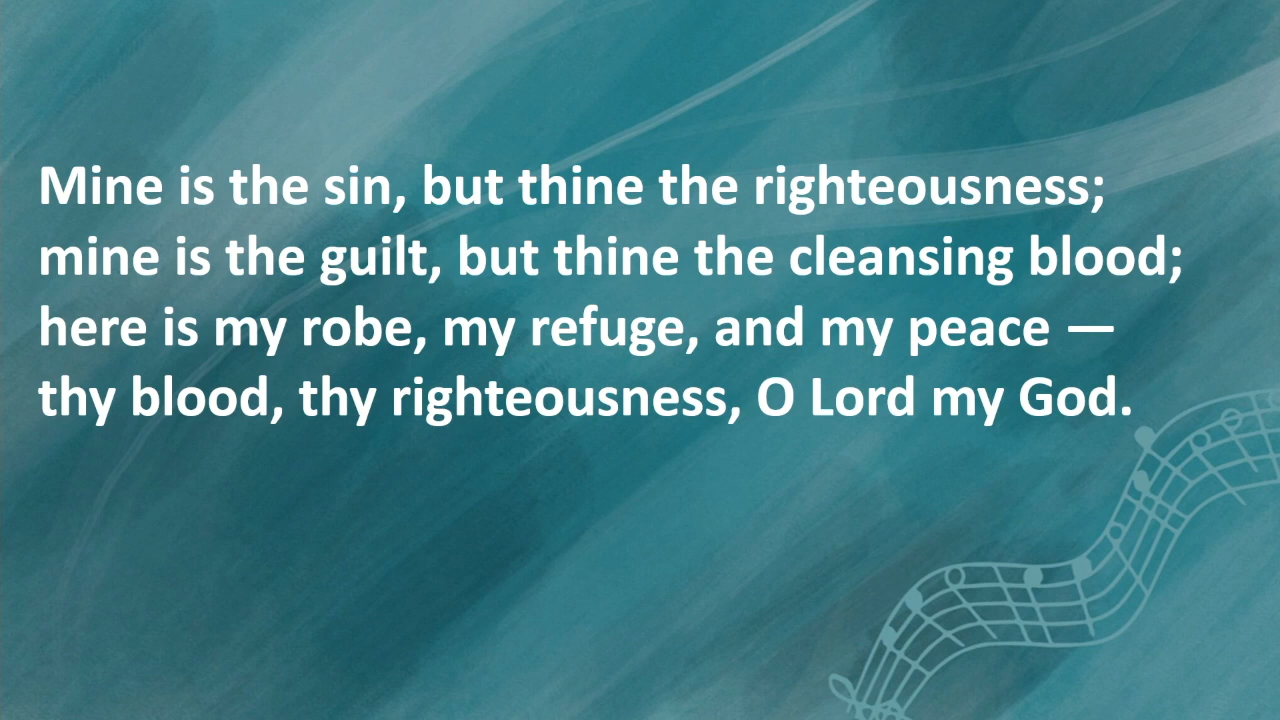 Mine is the sin, but thine the righteousness;
mine is the guilt, but thine the cleansing blood;
here is my robe, my refuge, and my peace —
thy blood, thy righteousness, O Lord my God.